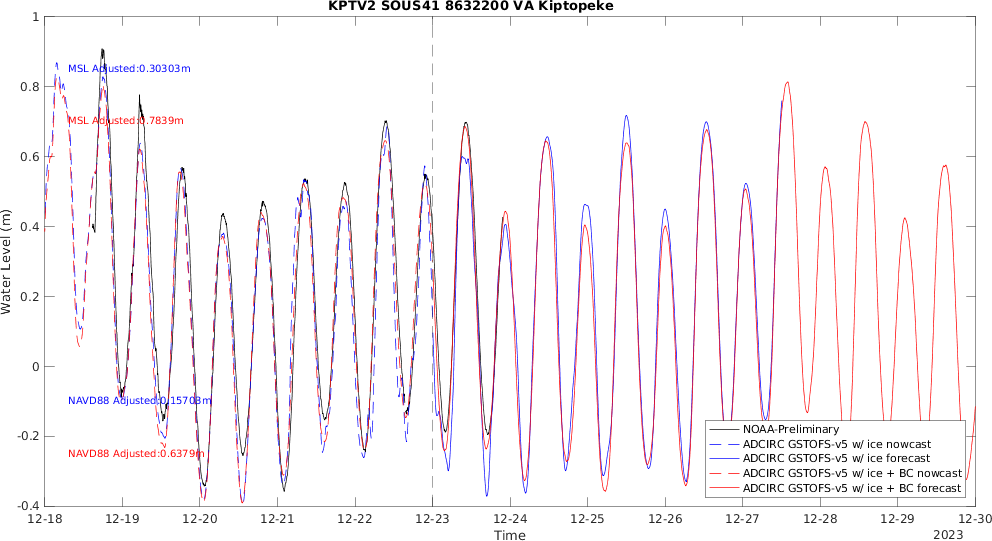 KPTV2 SOUS41 8632200 VA Kiptopeke
1
0.8
0.6
0.4
0.2
0
-0.2
-0.4
Water Level (m)
MSL Adjusted:0.30303m
MSL Adjusted:0.7839m
NAVD88 Adjusted:0.15703m
NAVD88 Adjusted:0.6379m
NOAA-Preliminary
ADCIRC GSTOFS-v5 w/ ice nowcast
ADCIRC GSTOFS-v5 w/ ice forecast
ADCIRC GSTOFS-v5 w/ ice + BC nowcast
ADCIRC GSTOFS-v5 w/ ice + BC forecast
12-18 12-19 12-20 12-21 12-22 12-23 12-24 12-25 12-26 12-27 12-28 12-29 12-30
Time
2023